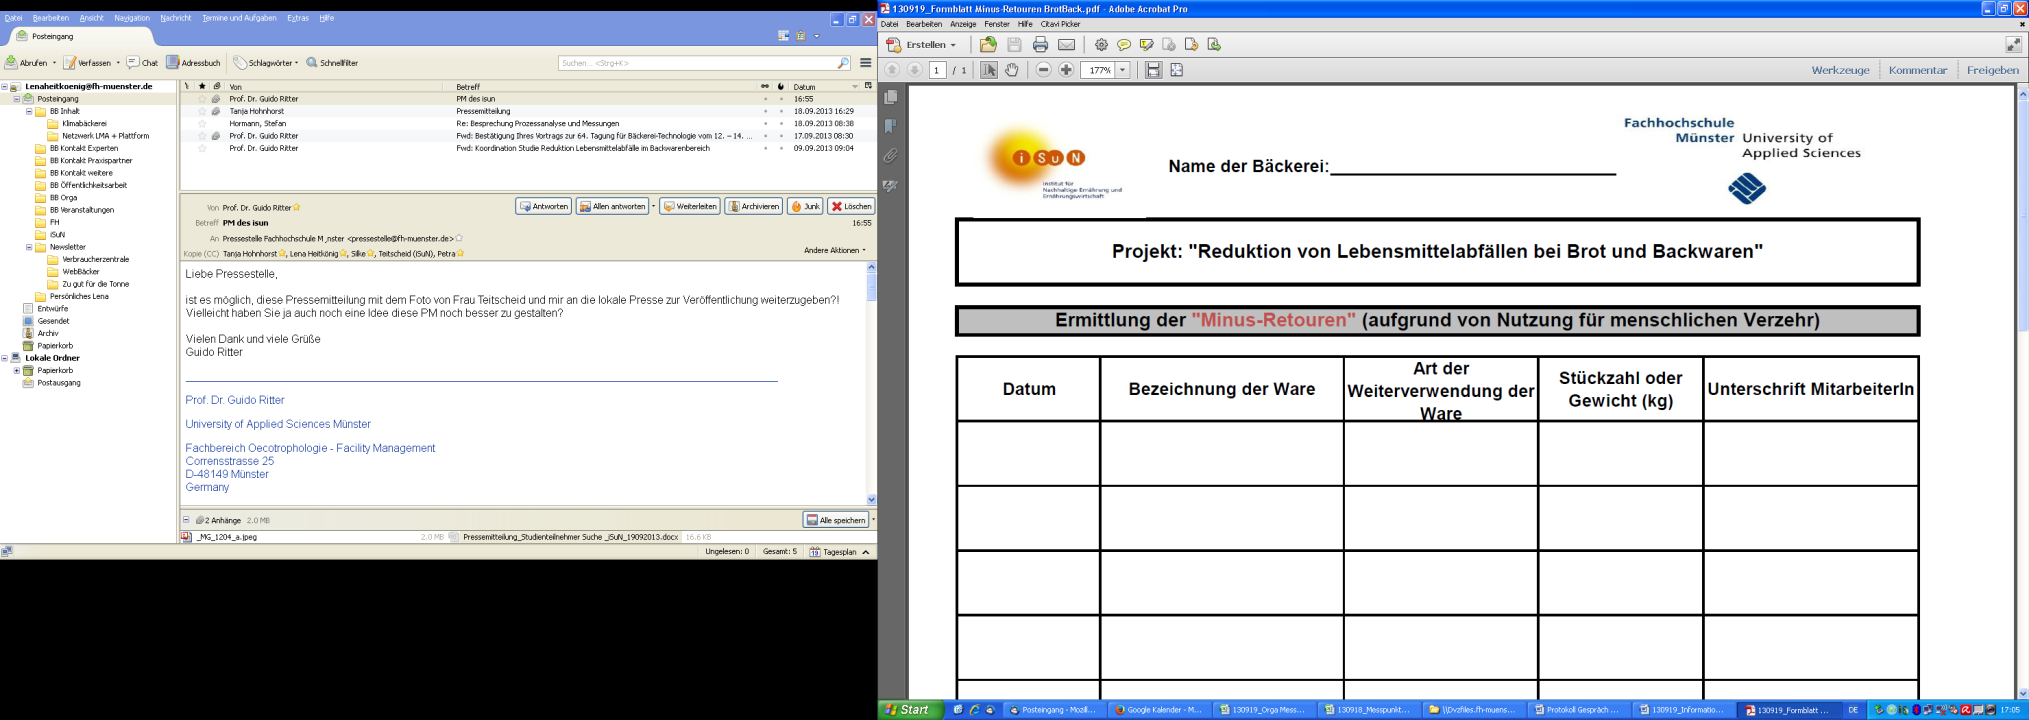 Datei Bearbeiten Ansicht Navigation Nachricht Termine und Aufgaben Extras Hilfe
Posteingang
Abrufen Verfassen Chat Adressbuch Schlagwörter Schnellfilter Suchen... <Strg+K>
Lenaheitkoenig@fh-muenster.de
Posteingang
BB Inhalt
Klimabäckerei
Netzwerk LMA + Plattform
BB Kontakt Experten
BB Kontakt Praxispartner
BB Kontakt weitere
BB Öffentlichkeitsarbeit
BB Orga
BB Veranstaltungen
FH
iSuN
Newsletter
Verbraucherzentrale
WebBäcker
Zu gut für die Tonne
Persönliches Lena
Entwürfe
Gesendet
Archiv
Papierkorb
Lokale Ordner
Papierkorb
Postausgang
Von Betreff Datum
Prof. Dr. Guido Ritter PM des isun 16:55
Tanja Hohnhorst Pressemitteilung 18.09.2013 16:29
Hormann, Stefan Re: Besprechung Prozessanalyse und Messungen 18.09.2013 08:38
Prof. Dr. Guido Ritter Fwd: Bestätigung Ihres Vortrags zur 64. Tagung für Bäckerei-Technologie vom 12. – 14. ... 17.09.2013 08:30
Prof. Dr. Guido Ritter Fwd: Koordination Studie Reduktion Lebensmittelabfälle im Backwarenbereich 09.09.2013 09:04
Von Prof. Dr. Guido Ritter Antworten Allen antworten Weiterleiten Archivieren Junk Löschen
Betreff PM des isun 16:55
An Pressestelle Fachhochschule M¸nster <pressestelle@fh-muenster.de>
Kopie (CC) Tanja Hohnhorst, Lena Heitkönig, Silke, Teitscheid (iSuN), Petra Andere Aktionen
Liebe Pressestelle,
ist es möglich, diese Pressemitteilung mit dem Foto von Frau Teitscheid und mir an die lokale Presse zur Veröffentlichung weiterzugeben?!
Vielleicht haben Sie ja auch noch eine Idee diese PM noch besser zu gestalten?
Vielen Dank und viele Grüße
Guido Ritter
Prof. Dr. Guido Ritter
University of Applied Sciences Münster
Fachbereich Oecotrophologie - Facility Management
Corrensstrasse 25
D-48149 Münster
Germany
2 Anhänge 2.0 MB Alle speichern
_MG_1204_a.jpeg 2.0 MB Pressemitteilung_Studienteilnehmer Suche _iSuN_19092013.docx 16.6 KB
Ungelesen: 0 Gesamt: 5 19 Tagesplan
130919_Formblatt Minus-Retouren BrotBack.pdf - Adobe Acrobat Pro
Datei Bearbeiten Anzeige Fenster Hilfe Citavi Picker
Erstellen
1 / 1 177% Werkzeuge Kommentar Freigeben
iSuN
Institut für
Nachhaltige Ernährung und
Ernährungswirtschaft
Name der Bäckerei:
Fachhochschule
Münster University of
Applied Sciences
Projekt: "Reduktion von Lebensmittelabfällen bei Brot und Backwaren"
Ermittlung der "Minus-Retouren" (aufgrund von Nutzung für menschlichen Verzehr)
Datum
Bezeichnung der Ware
Art der
Weiterverwendung der
Ware
Stückzahl oder
Gewicht (kg)
Unterschrift MitarbeiterIn
Start Posteingang - Mozil... Google Kalender - M... 130919_Orga Mess... 130918_Messpunkt... \\Dvzfiles.fh-muens... Protokoll Gespräch ... 130919_Informatio... 130919_Formblatt ... DE 17:05